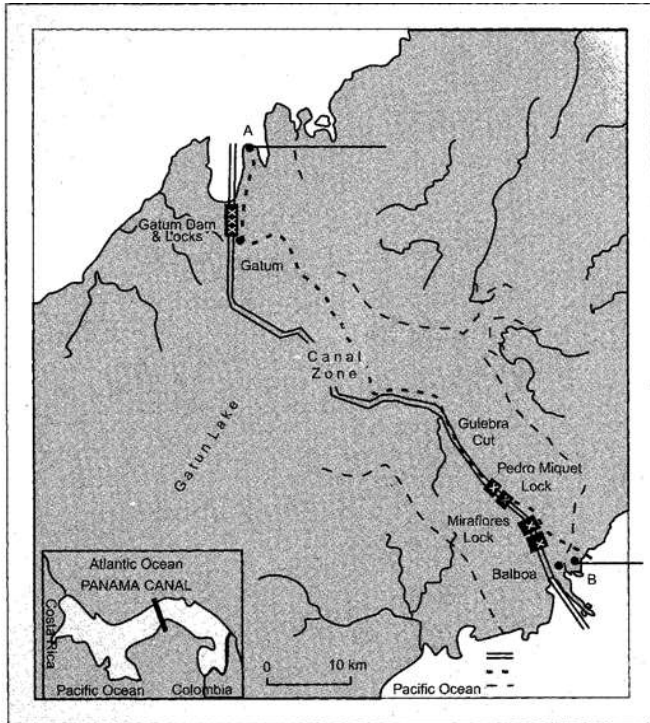 A
Gatum Dam
& Locks
Gatum
Canal
Zone
Gulebra
Cut
Gatun Lake
Pedro Miquet
Lock
Miraflores
Lock
Balboa
B
Atlantic Ocean
PANAMA CANAL
Costa Rica
Pacific Ocean
Colombia
0 10 km
Pacific Ocean